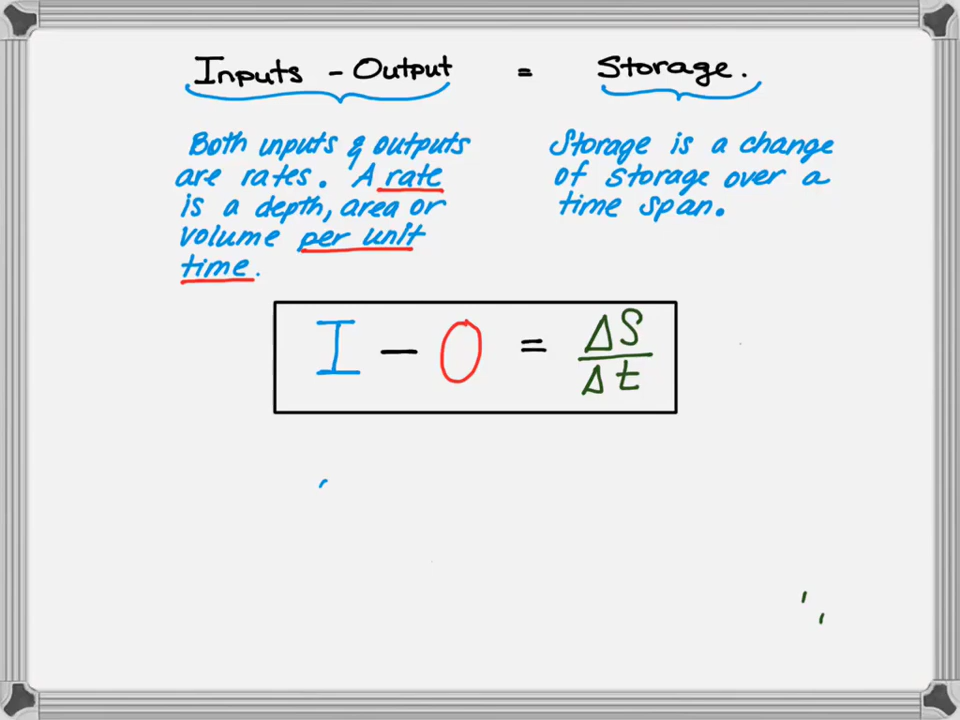 Inputs - Output = Storage.
Both inputs & outputs
are rates. A rate
is a depth, area or
volume per unit
time.
Storage is a change
of storage over a
time span.
I - O = ΔS/Δt